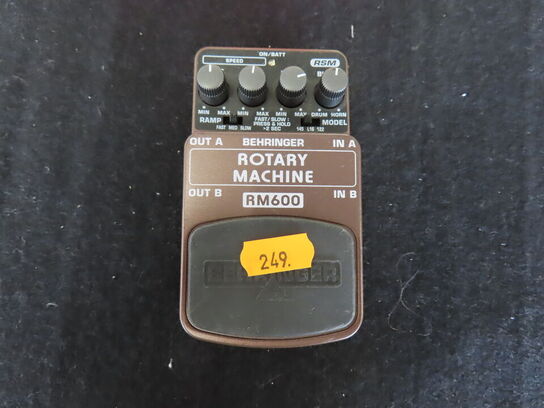 ON/BATT
SPEED
RSM
MIN MAX MIN MAX MIN MAX DRUM HORN
RAMP FAST/SLOW: MODEL
PRESS & HOLD
FAST MED SLOW >2 SEC 145 L16 122
OUT A BEHRINGER IN A
ROTARY
MACHINE
OUT B IN B
RM600
249.
BEHRINGER